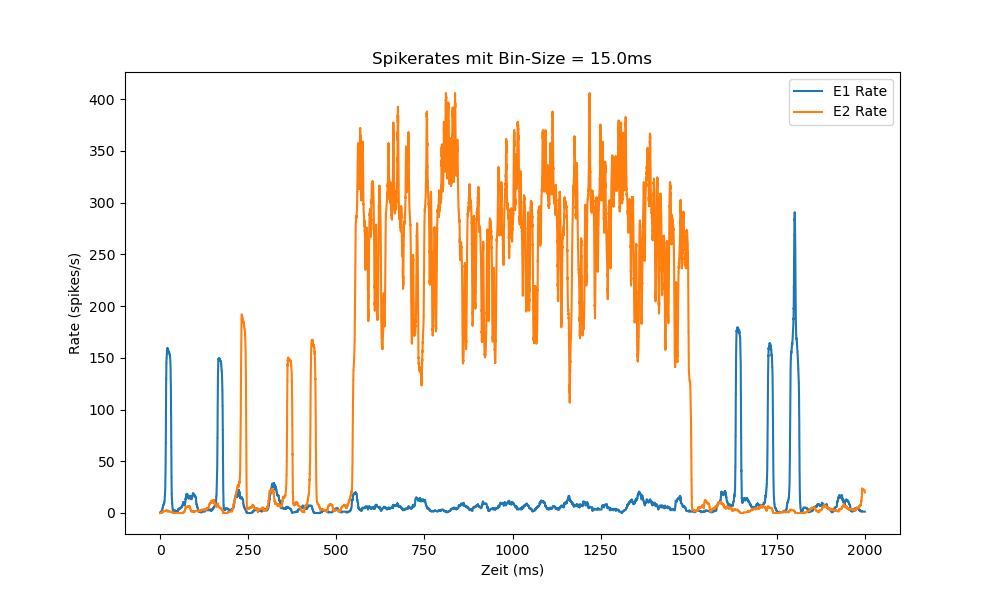 Spikerates mit Bin-Size = 15.0ms
E1 Rate
E2 Rate
Rate (spikes/s)
400
350
300
250
200
150
100
50
0
0 250 500 750 1000 1250 1500 1750 2000
Zeit (ms)